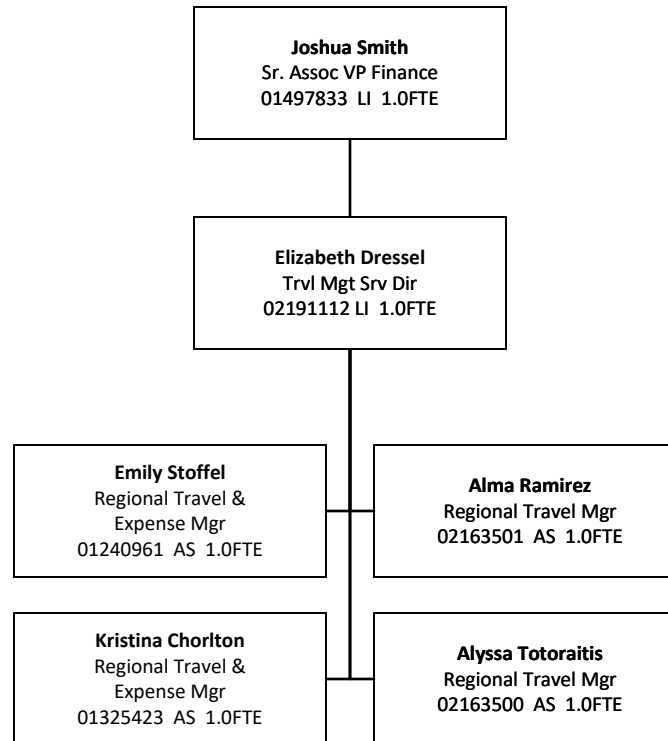 Joshua Smith
Sr. Assoc VP Finance
01497833 LI 1.0FTE
Elizabeth Dressel
Trvl Mgt Srv Dir
02191112 LI 1.0FTE
Emily Stoffel
Regional Travel &
Expense Mgr
01240961 AS 1.0FTE
Alma Ramirez
Regional Travel Mgr
02163501 AS 1.0FTE
Kristina Chorlton
Regional Travel &
Expense Mgr
01325423 AS 1.0FTE
Alyssa Totoraitis
Regional Travel Mgr
02163500 AS 1.0FTE